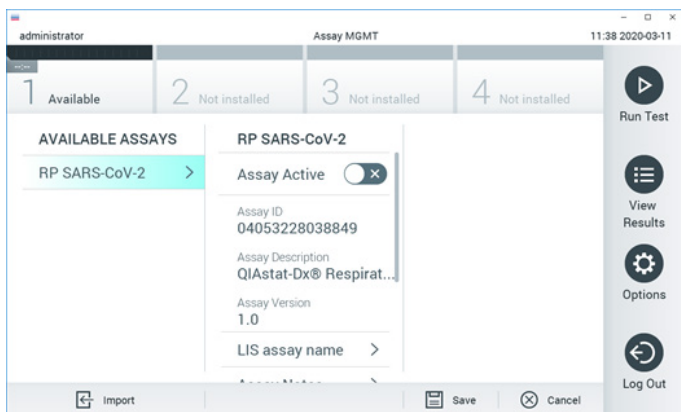 administrator Assay MGMT 11:38 2020-03-11
1 Available 2 Not installed 3 Not installed 4 Not installed
Run Test
AVAILABLE ASSAYS
RP SARS-CoV-2
RP SARS-CoV-2
Assay Active
Assay ID
04053228038849
Assay Description
QIAstat-Dx® Respirat...
Assay Version
1.0
LIS assay name
View
Results
Options
Log Out
Import Save Cancel